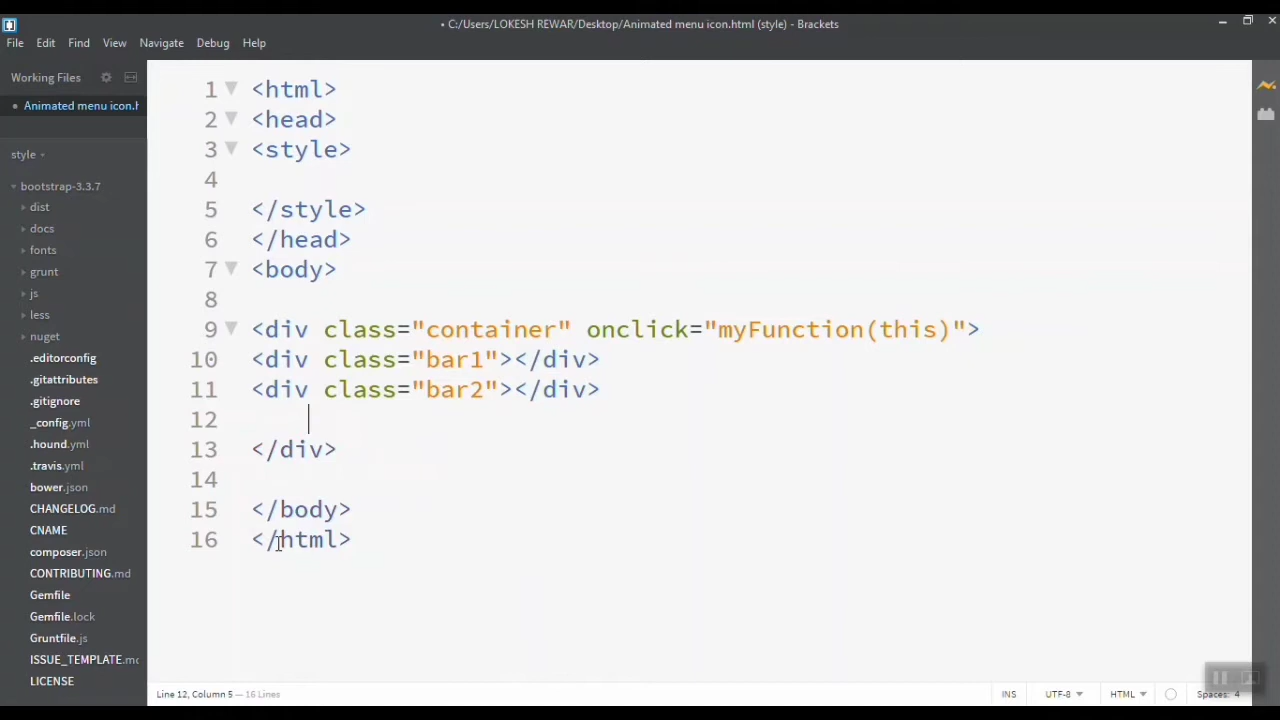 • C:/Users/LOKESH REWAR/Desktop/Animated menu icon.html (style) - Brackets
File Edit Find View Navigate Debug Help
Working Files
• Animated menu icon.h
style
bootstrap-3.3.7
dist
docs
fonts
grunt
js
less
nuget
.editorconfig
.gitattributes
.gitignore
_config.yml
.hound.yml
.travis.yml
bower.json
CHANGELOG.md
CNAME
composer.json
CONTRIBUTING.md
Gemfile
Gemfile.lock
Gruntfile.js
ISSUE_TEMPLATE.mc
LICENSE
1 <html>
2 <head>
3 <style>
4
5 </style>
6 </head>
7 <body>
8
9 <div class="container" onclick="myFunction(this)">
10 <div class="bar1"></div>
11 <div class="bar2"></div>
12
13 </div>
14
15 </body>
16 </html>
Line 12, Column 5 — 16 Lines
INS UTF-8 HTML Spaces: 4